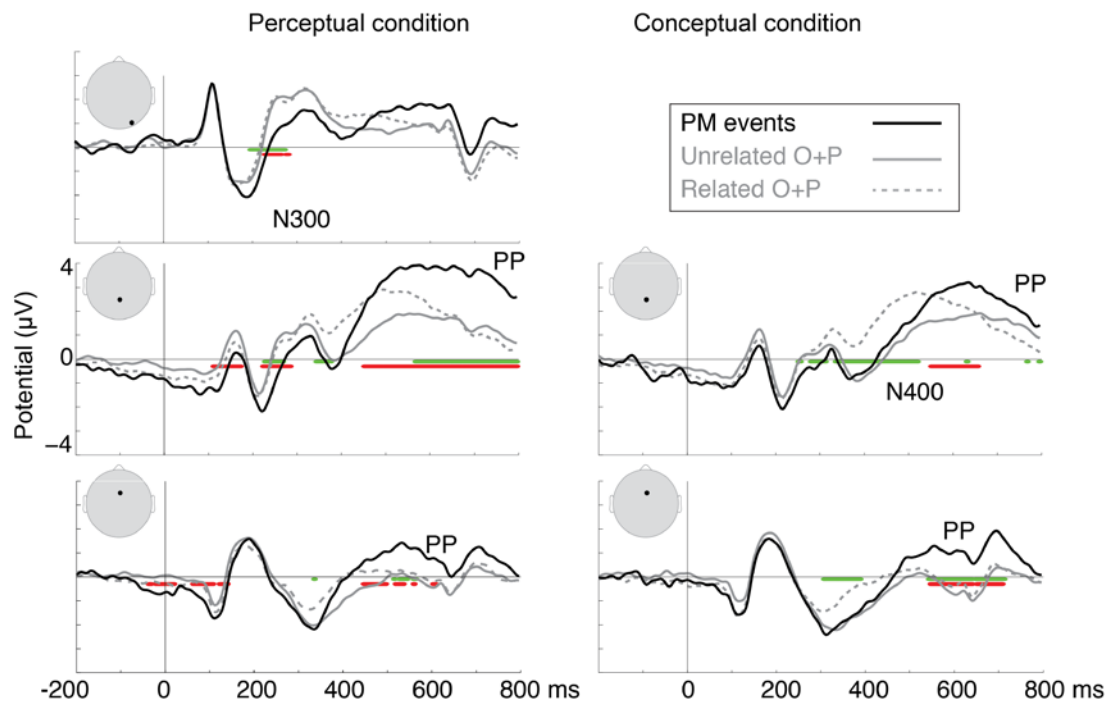 Perceptual condition
Conceptual condition
PM events
Unrelated O+P
Related O+P
N300
4
PP
PP
Potential (µV)
0
N400
–4
PP
PP
-200 0 200 400 600 800 ms
0 200 400 600 800 ms